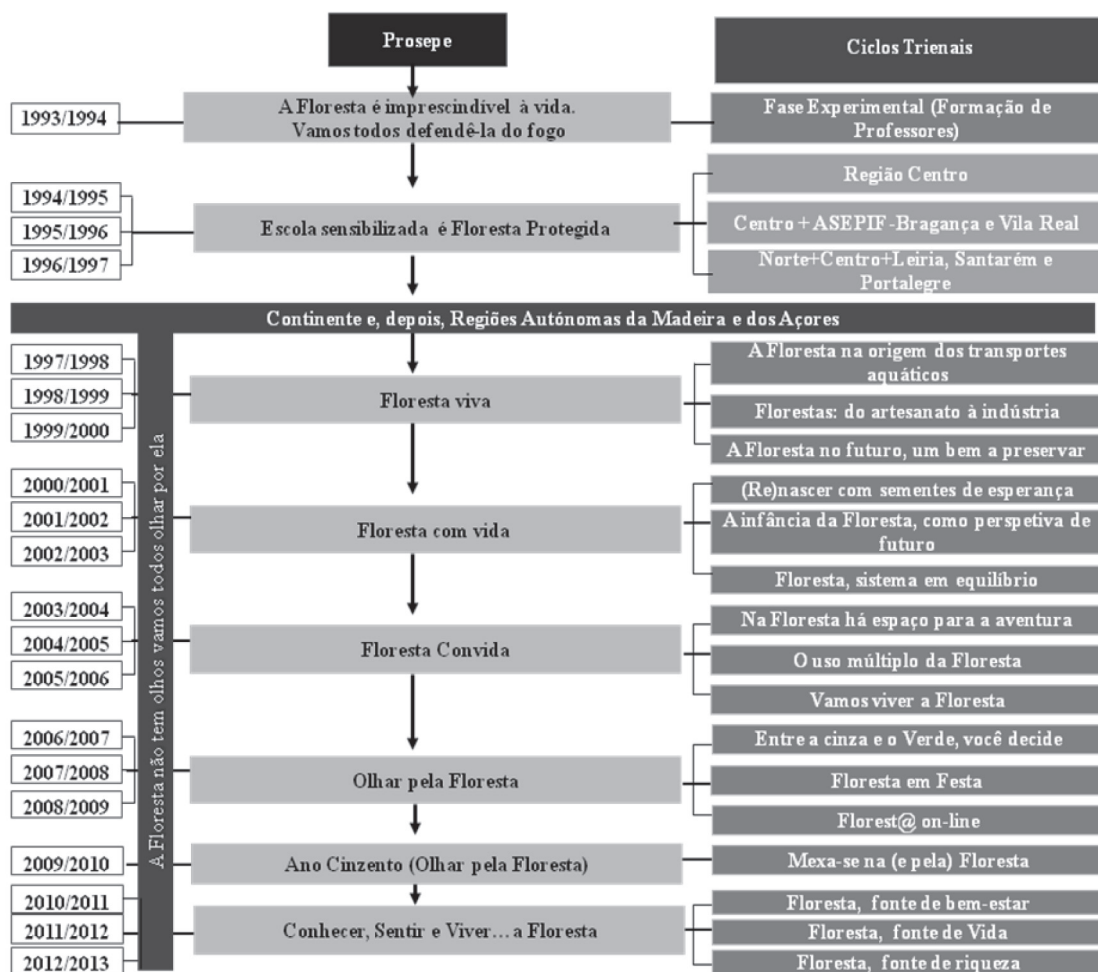 Prosepe
Ciclos Trienais
1993/1994
A Floresta é imprescindível à vida.
Vamos todos defendê-la do fogo
Fase Experimental (Formação de
Professores)
1994/1995
1995/1996
1996/1997
Escola sensibilizada é Floresta Protegida
Região Centro
Centro + ASEPIF-Bragança e Vila Real
Norte+Centro+Leiria, Santarém e
Portalegre
Continente e, depois, Regiões Autónomas da Madeira e dos Açores
A Floresta não tem olhos vamos todos olhar por ela
1997/1998
1998/1999
1999/2000
Floresta viva
A Floresta na origem dos transportes
aquáticos
Florestas: do artesanato à indústria
A Floresta no futuro, um bem a preservar
2000/2001
2001/2002
2002/2003
Floresta com vida
(Re)nascer com sementes de esperança
A infância da Floresta, como perspetiva de
futuro
Floresta, sistema em equilíbrio
2003/2004
2004/2005
2005/2006
Floresta Convida
Na Floresta há espaço para a aventura
O uso múltiplo da Floresta
Vamos viver a Floresta
2006/2007
2007/2008
2008/2009
Olhar pela Floresta
Entre a cinza e o Verde, você decide
Floresta em Festa
Florest@ on-line
2009/2010
Ano Cinzento (Olhar pela Floresta)
Mexa-se na (e pela) Floresta
2010/2011
2011/2012
2012/2013
Conhecer, Sentir e Viver... a Floresta
Floresta, fonte de bem-estar
Floresta, fonte de Vida
Floresta, fonte de riqueza